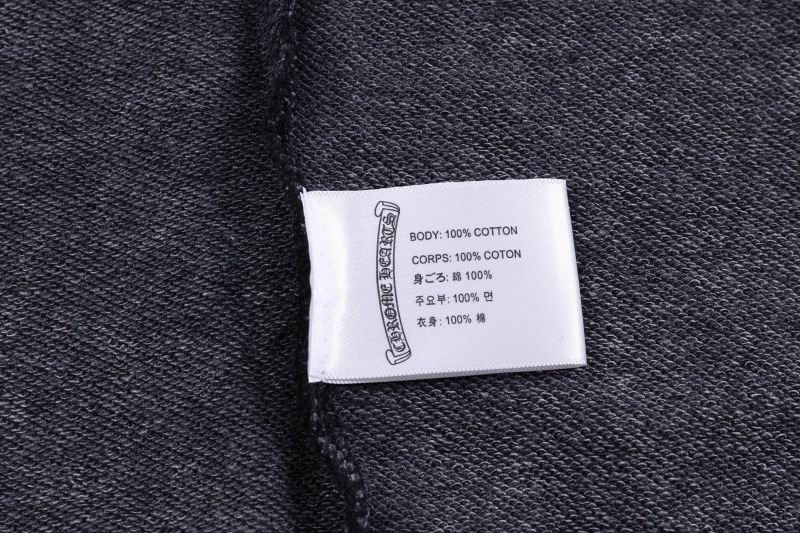 CHROME HEARTS
BODY: 100% COTTON
CORPS: 100% COTON
身ごろ: 綿 100%
주요부: 100% 면
衣身: 100% 棉